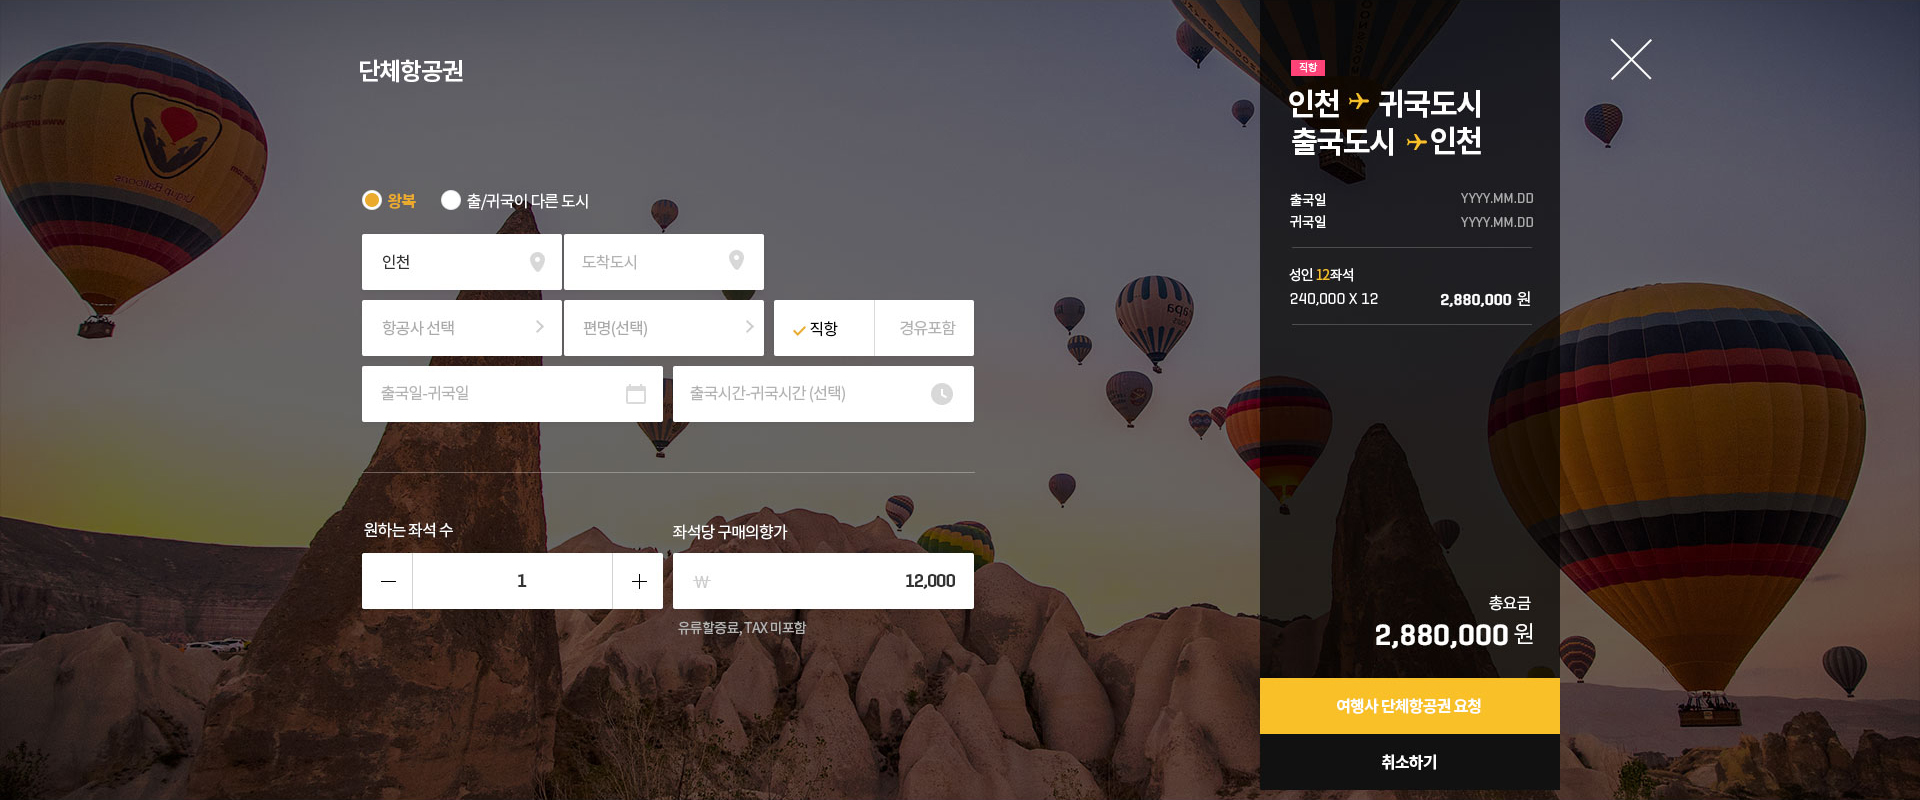 단체항공권
왕복 출/귀국이 다른 도시
인천 도착도시
항공사 선택 편명(선택) 직항 경유포함
출국일-귀국일 출국시간-귀국시간 (선택)
원하는 좌석 수 좌석당 구매의향가
1 ₩ 12,000
유류할증료, TAX 미포함
직항
인천 귀국도시
출국도시 인천
출국일 YYYY.MM.DD
귀국일 YYYY.MM.DD
성인 12좌석
240,000 X 12 2,880,000 원
총요금
2,880,000 원
여행사 단체항공권 요청
취소하기